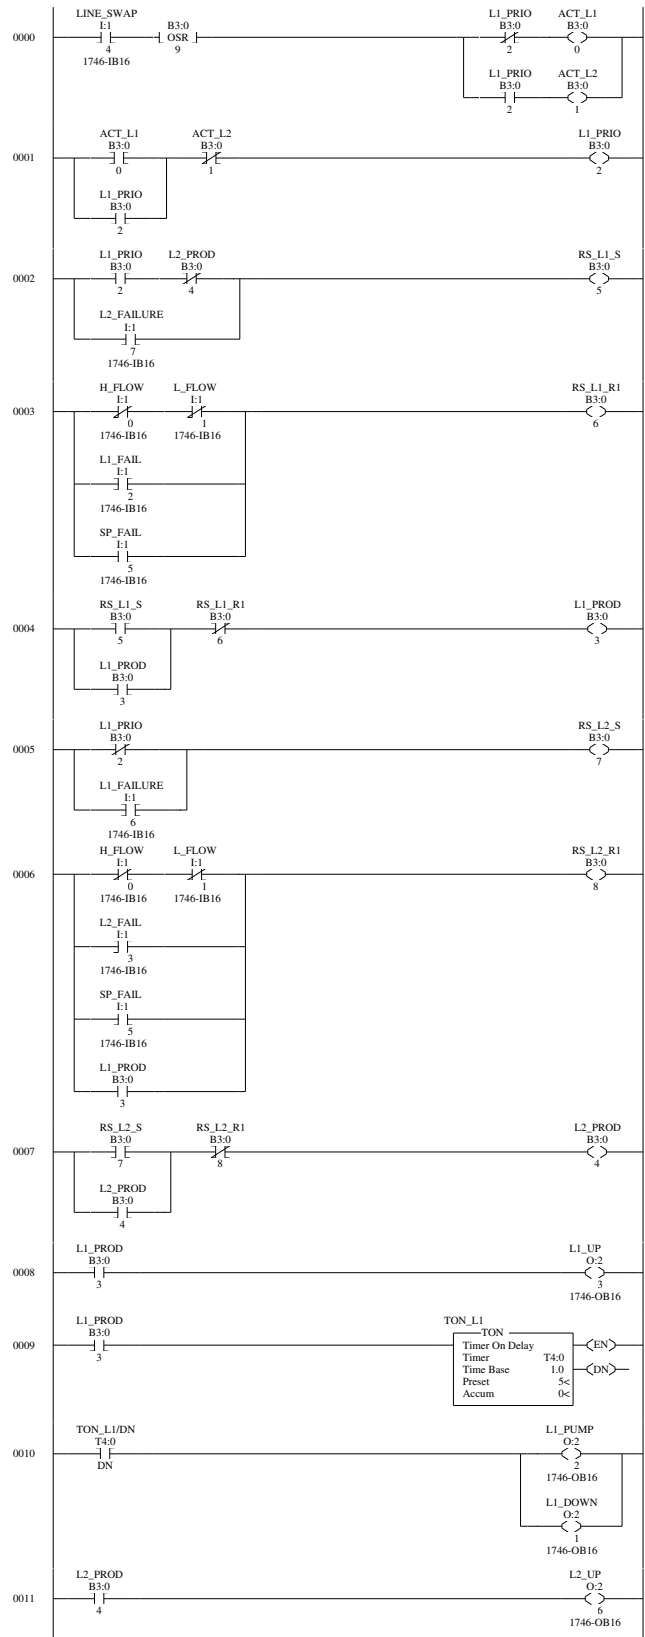 LINE_SWAP L1_PRIO ACT_L1
I:1 B3:0 B3:0 B3:0
0000 OSR
4 9 2 0
1746-IB16
L1_PRIO ACT_L2
B3:0 B3:0
2 1
ACT_L1 ACT_L2 L1_PRIO
B3:0 B3:0 B3:0
0001
0 1 2
L1_PRIO
B3:0
2
L1_PRIO L2_PROD RS_L1_S
B3:0 B3:0 B3:0
0002
2 4 5
L2_FAILURE
I:1
7
1746-IB16
H_FLOW L_FLOW RS_L1_R1
I:1 I:1 B3:0
0003
0 1 6
1746-IB16 1746-IB16
L1_FAIL
I:1
2
1746-IB16
SP_FAIL
I:1
5
1746-IB16
RS_L1_S RS_L1_R1 L1_PROD
B3:0 B3:0 B3:0
0004
5 6 3
L1_PROD
B3:0
3
L1_PRIO RS_L2_S
B3:0 B3:0
0005
2 7
L1_FAILURE
I:1
6
1746-IB16
H_FLOW L_FLOW RS_L2_R1
I:1 I:1 B3:0
0006
0 1 8
1746-IB16 1746-IB16
L2_FAIL
I:1
3
1746-IB16
SP_FAIL
I:1
5
1746-IB16
L1_PROD
B3:0
3
RS_L2_S RS_L2_R1 L2_PROD
B3:0 B3:0 B3:0
0007
7 8 4
L2_PROD
B3:0
4
L1_PROD L1_UP
B3:0 O:2
0008
3 3
1746-OB16
L1_PROD TON_L1
B3:0 TON
0009 Timer On Delay EN
3 Timer T4:0
Time Base 1.0 DN
Preset 5<
Accum 0<
TON_L1/DN L1_PUMP
T4:0 O:2
0010
DN 2
1746-OB16
L1_DOWN
O:2
1
1746-OB16
L2_PROD L2_UP
B3:0 O:2
0011
4 6
1746-OB16